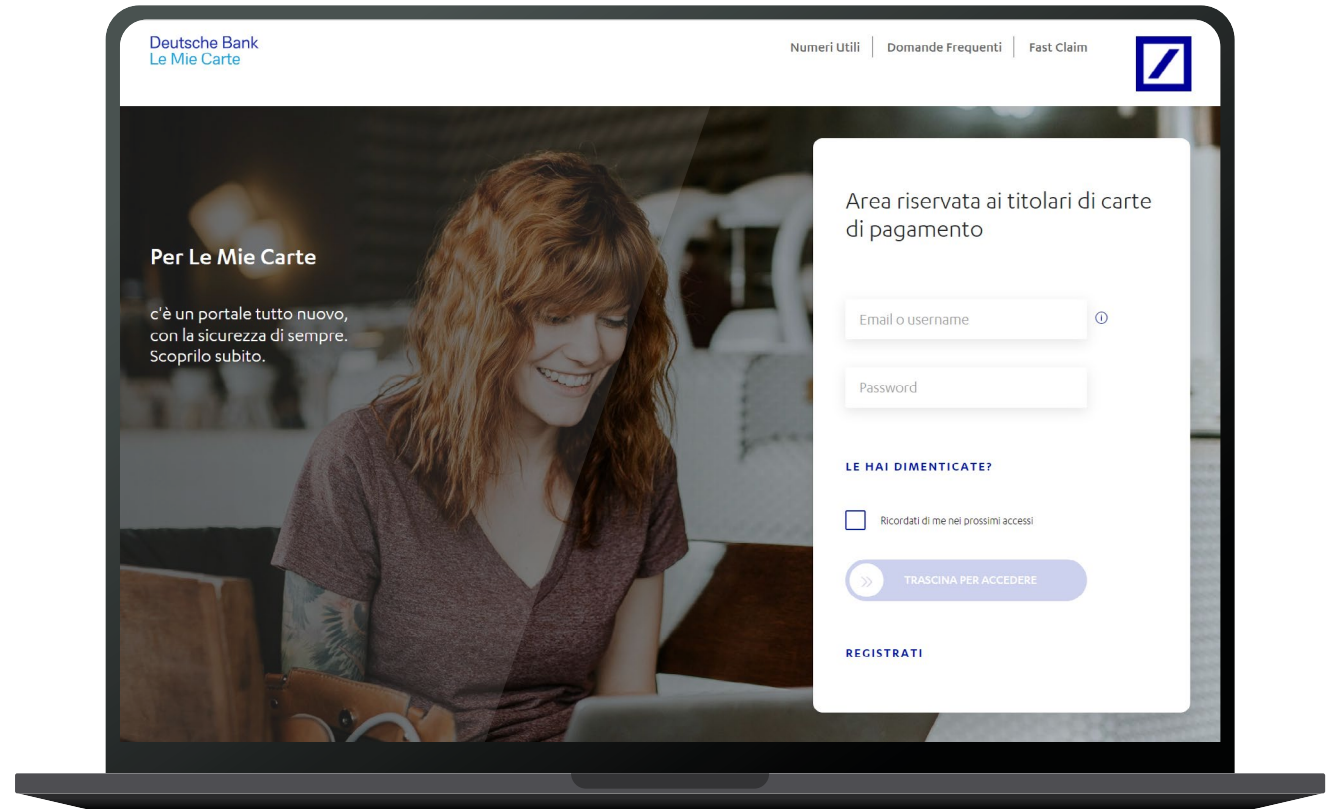 Deutsche Bank
Le Mie Carte
Numeri Utili
Domande Frequenti
Fast Claim
Per Le Mie Carte
c'è un portale tutto nuovo,
con la sicurezza di sempre.
Scoprilo subito.
Area riservata ai titolari di carte
di pagamento
Email o username
Password
LE HAI DIMENTICATE?
Ricordati di me nei prossimi accessi
TRASCINA PER ACCEDERE
REGISTRATI